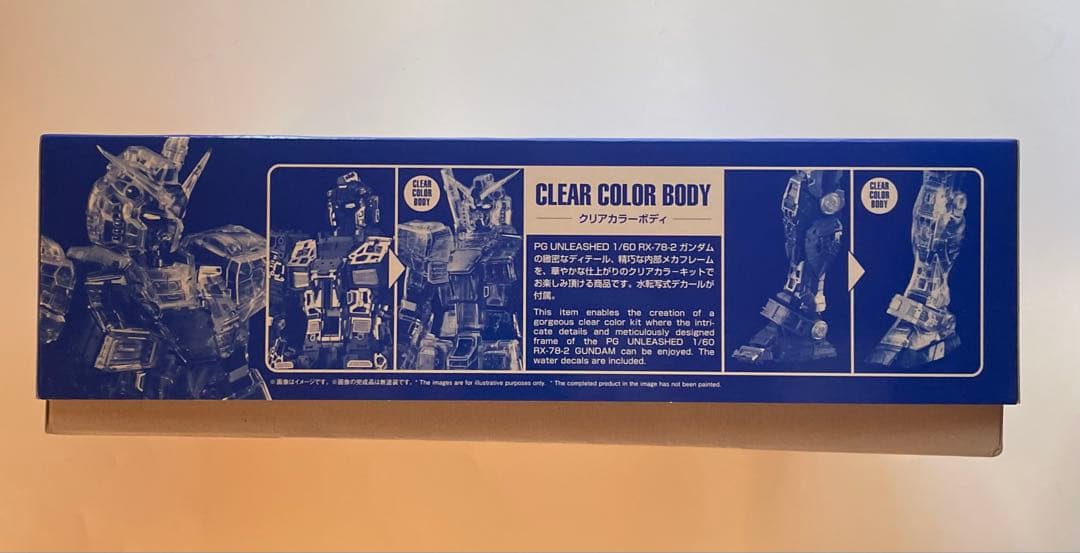 CLEAR
COLOR
BODY
CLEAR COLOR BODY
クリアカラーボディ
PG UNLEASHED 1/60 RX-78-2 ガンダム
の緻密なディテール、精巧な内部メカフレーム
を、華やかな仕上がりのクリアカラーキットで
お楽しみ頂ける商品です。水転写式デカールが
付属。
This item enables the creation of a
gorgeous clear color kit where the intri-
cate details and meticulously designed
frame of the PG UNLEASHED 1/60
RX-78-2 GUNDAM can be enjoyed. The
water decals are included.
CLEAR
COLOR
BODY
※画像はイメージです。※画像の完成品は無塗装です。* The images are for illustrative purposes only. * The completed product in the image has not been painted.